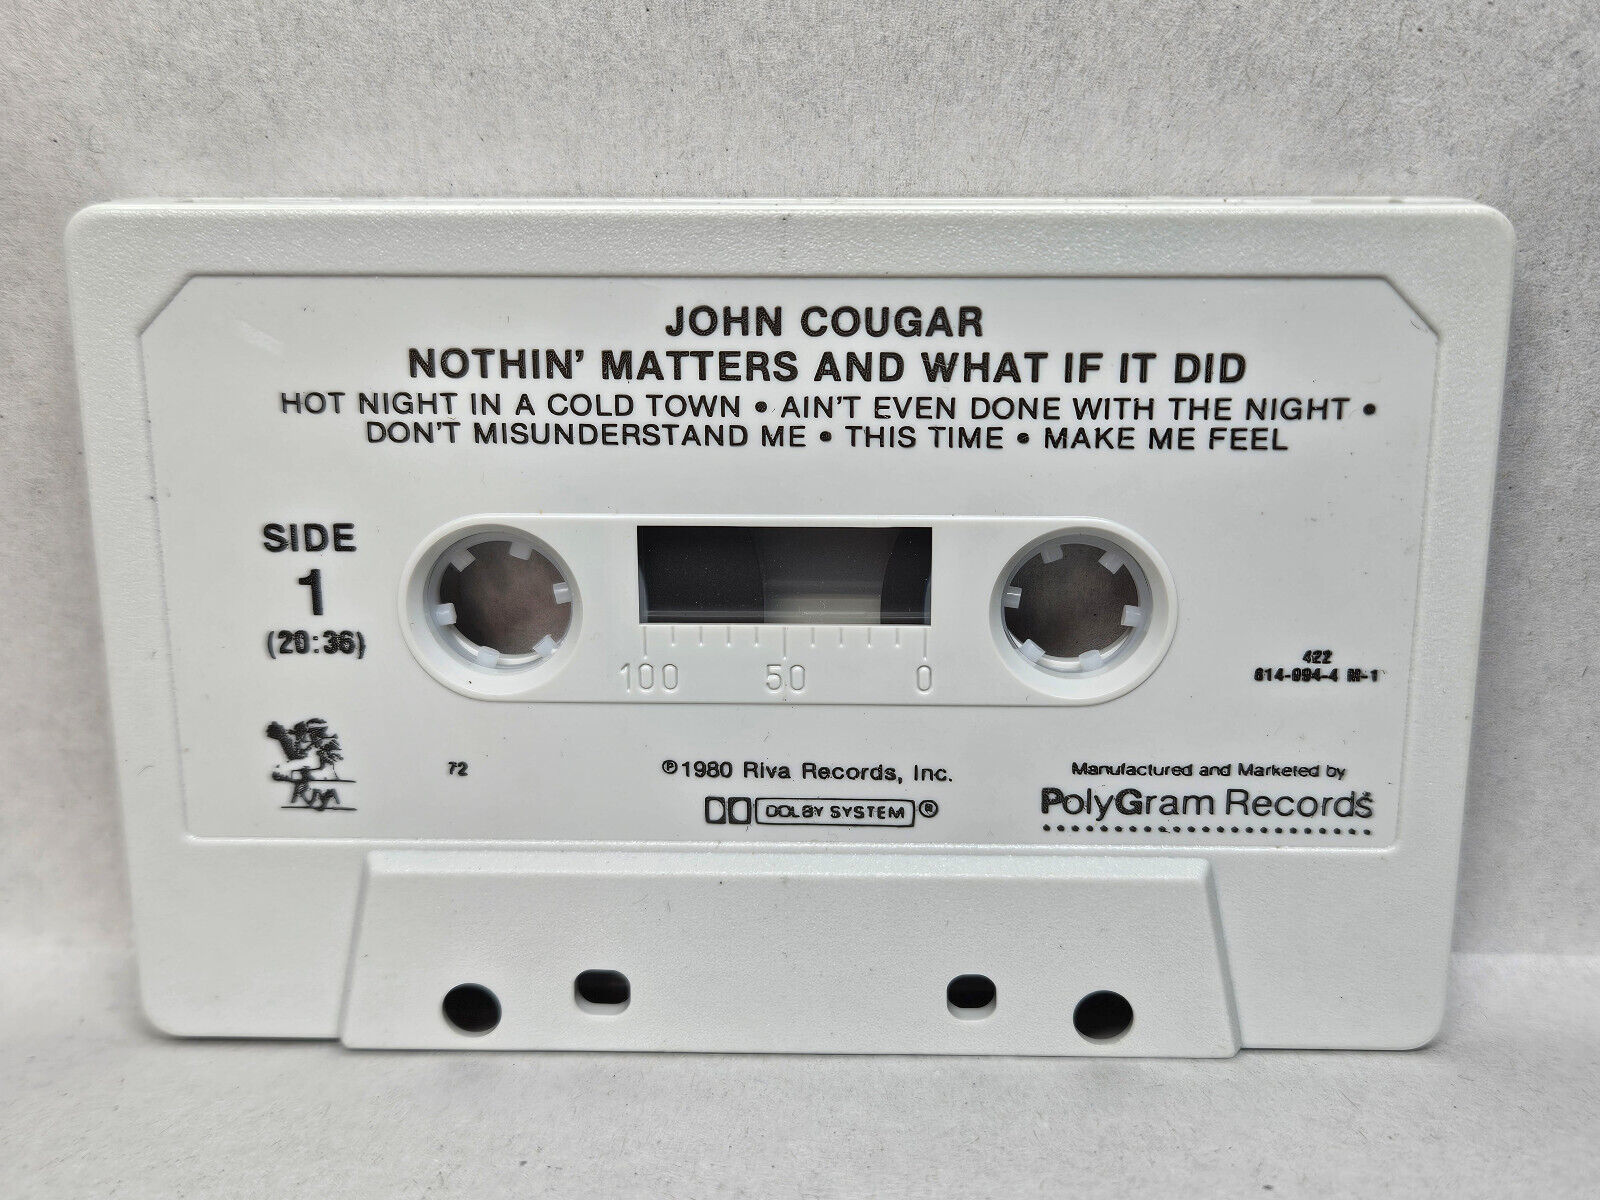 JOHN COUGAR
NOTHIN' MATTERS AND WHAT IF IT DID
HOT NIGHT IN A COLD TOWN • AIN'T EVEN DONE WITH THE NIGHT •
DON'T MISUNDERSTAND ME • THIS TIME • MAKE ME FEEL
SIDE
1
(20:36)
100 50 0
422
814-994-4 M-1
Riva
72
℗1980 Riva Records, Inc.
DOLBY SYSTEM®
Manufactured and Marketed by
PolyGram Records